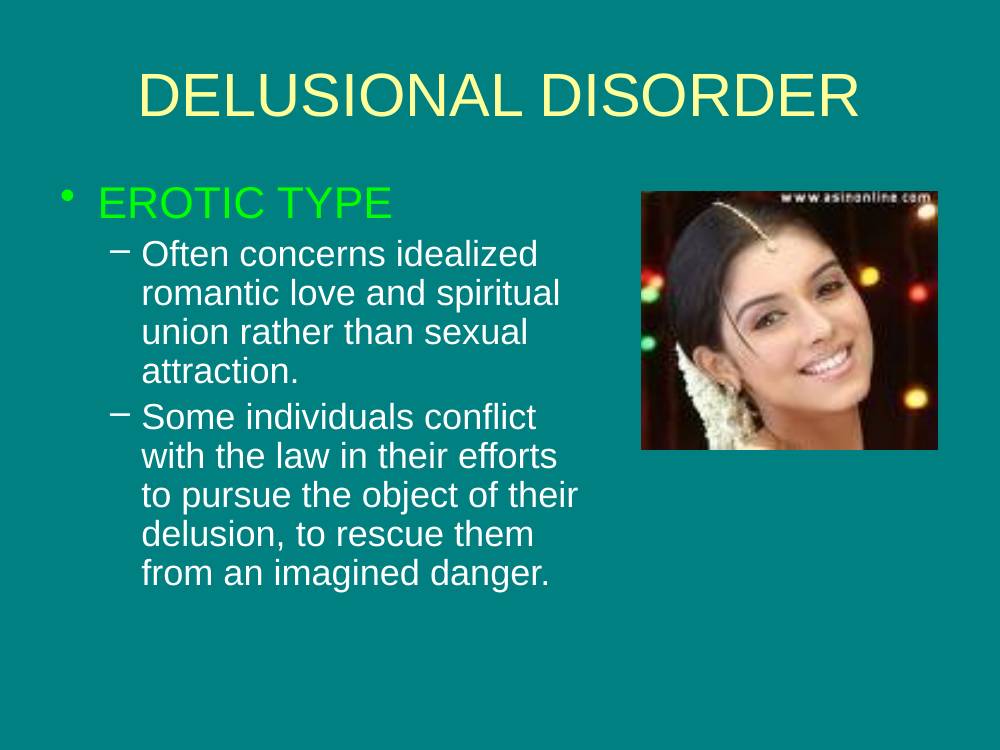 DELUSIONAL DISORDER
• EROTIC TYPE
– Often concerns idealized
romantic love and spiritual
union rather than sexual
attraction.
– Some individuals conflict
with the law in their efforts
to pursue the object of their
delusion, to rescue them
from an imagined danger.
www.asinonline.com